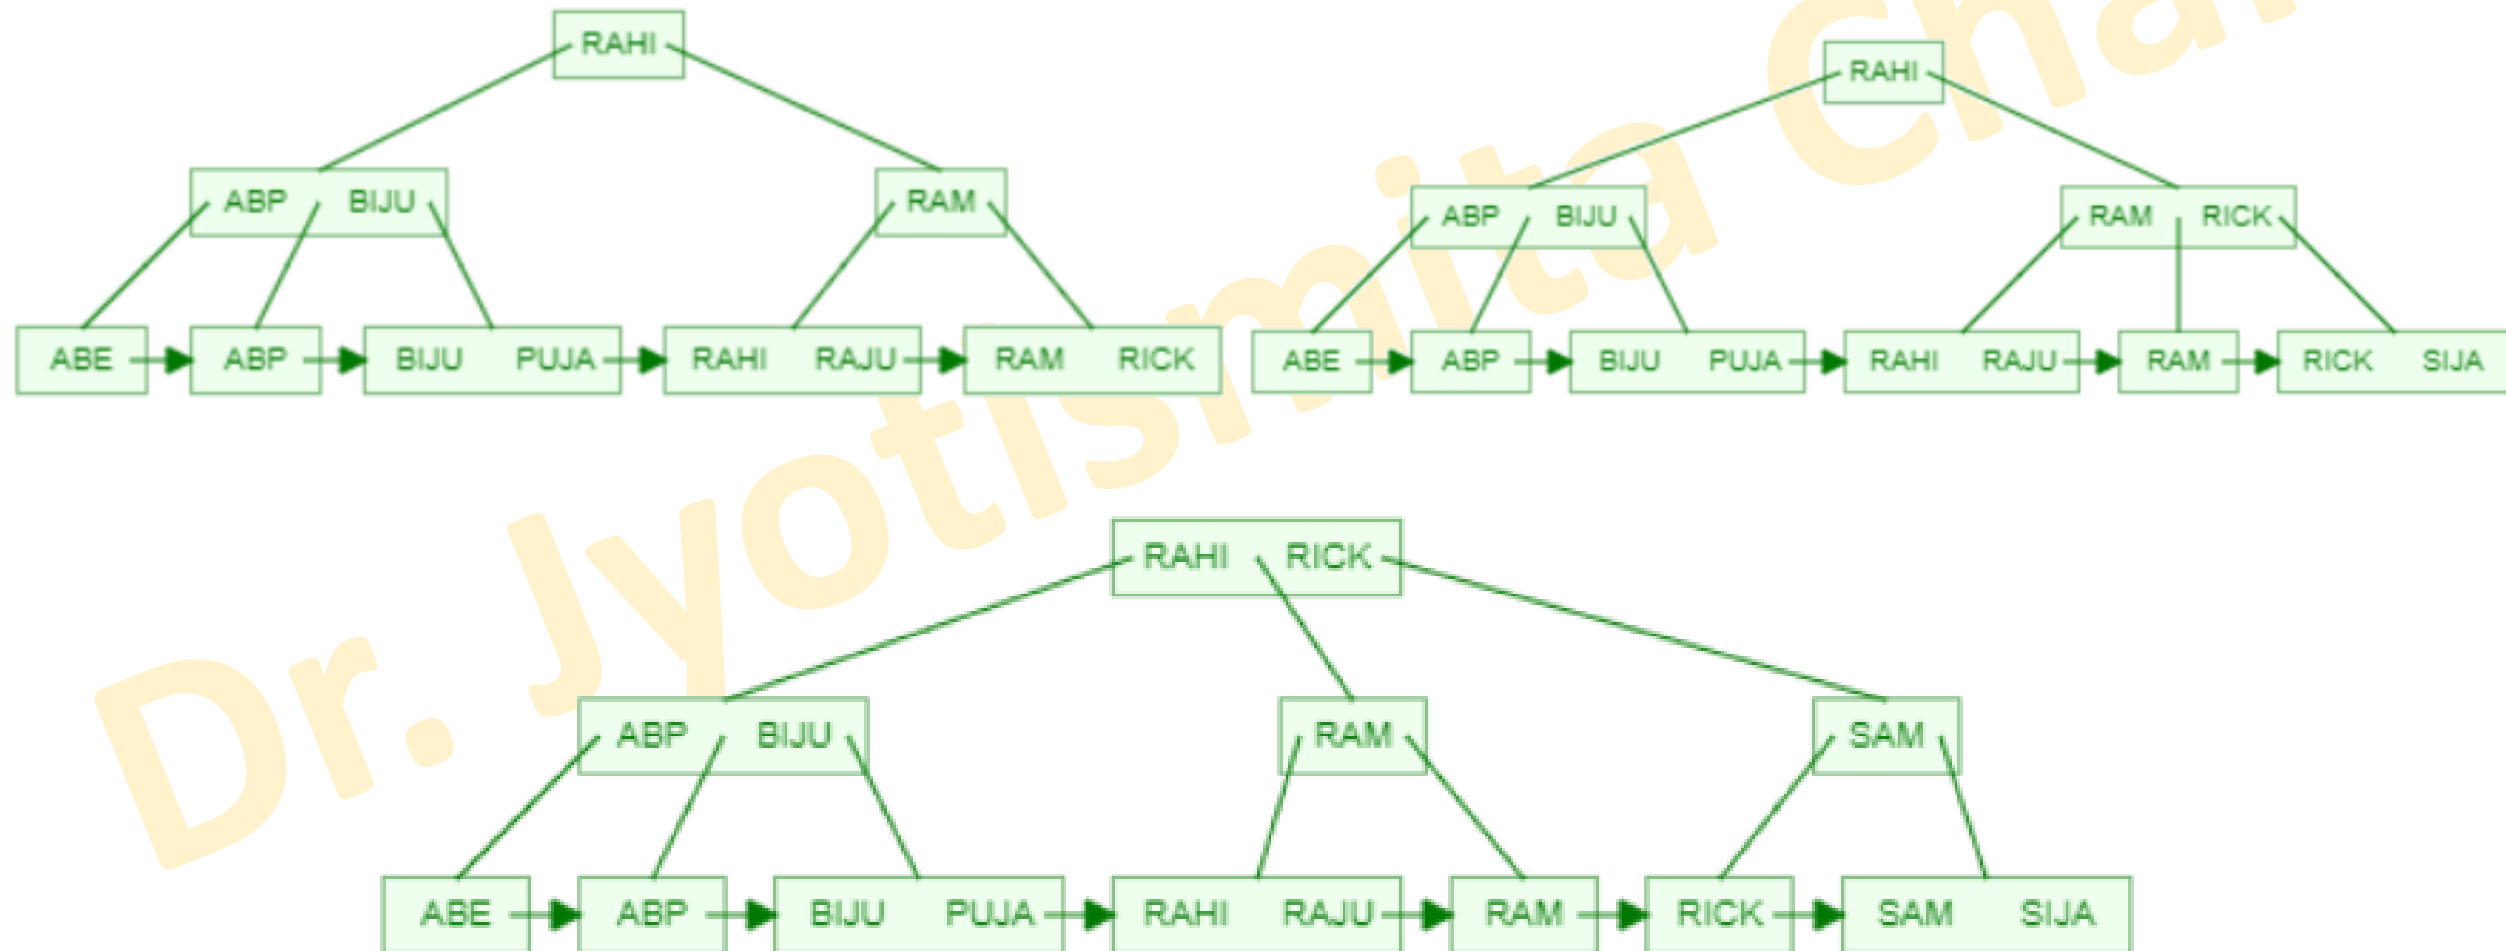 RAHI
ABP BIJU RAM
ABE ABP BIJU PUJA RAHI RAJU RAM RICK
RAHI
ABP BIJU RAM RICK
ABE ABP BIJU PUJA RAHI RAJU RAM RICK SIJA
RAHI RICK
ABP BIJU RAM SAM
ABE ABP BIJU PUJA RAHI RAJU RAM RICK SAM SIJA
Dr. Jyotismita